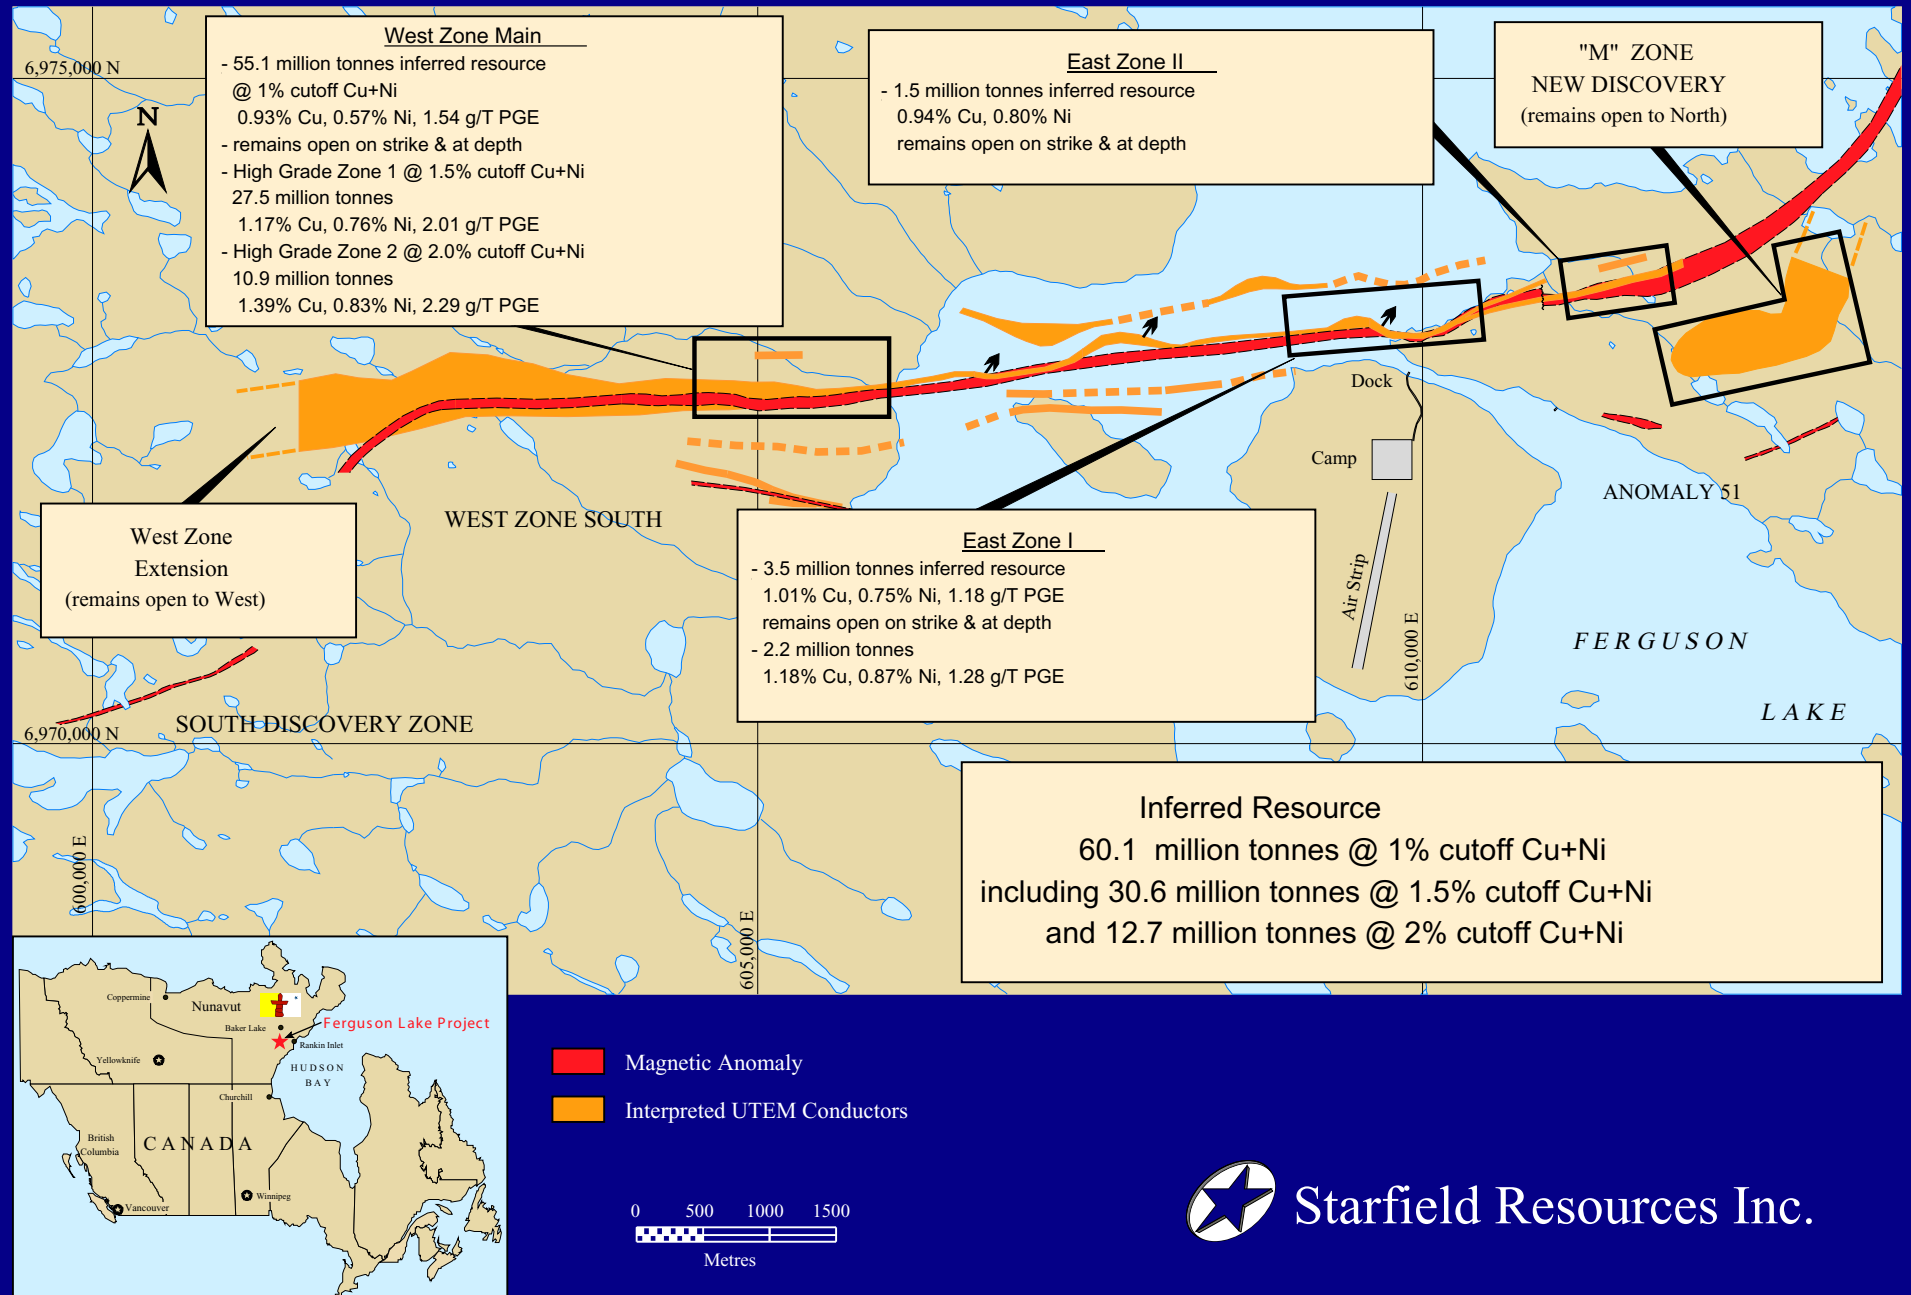 6,975,000 N
N
West Zone Main
- 55.1 million tonnes inferred resource
@ 1% cutoff Cu+Ni
0.93% Cu, 0.57% Ni, 1.54 g/T PGE
- remains open on strike & at depth
- High Grade Zone 1 @ 1.5% cutoff Cu+Ni
27.5 million tonnes
1.17% Cu, 0.76% Ni, 2.01 g/T PGE
- High Grade Zone 2 @ 2.0% cutoff Cu+Ni
10.9 million tonnes
1.39% Cu, 0.83% Ni, 2.29 g/T PGE
East Zone II
- 1.5 million tonnes inferred resource
0.94% Cu, 0.80% Ni
remains open on strike & at depth
"M" ZONE
NEW DISCOVERY
(remains open to North)
Dock
Camp
Air Strip
610,000 E
ANOMALY 51
FERGUSON
LAKE
WEST ZONE SOUTH
West Zone
Extension
(remains open to West)
East Zone I
- 3.5 million tonnes inferred resource
1.01% Cu, 0.75% Ni, 1.18 g/T PGE
remains open on strike & at depth
- 2.2 million tonnes
1.18% Cu, 0.87% Ni, 1.28 g/T PGE
SOUTH DISCOVERY ZONE
6,970,000 N
600,000 E
605,000 E
Inferred Resource
60.1 million tonnes @ 1% cutoff Cu+Ni
including 30.6 million tonnes @ 1.5% cutoff Cu+Ni
and 12.7 million tonnes @ 2% cutoff Cu+Ni
Coppermine
Nunavut
Baker Lake
Ferguson Lake Project
Rankin Inlet
Yellowknife
HUDSON
BAY
Churchill
British
Columbia
CANADA
Winnipeg
Vancouver
Magnetic Anomaly
Interpreted UTEM Conductors
0 500 1000 1500
Metres
Starfield Resources Inc.